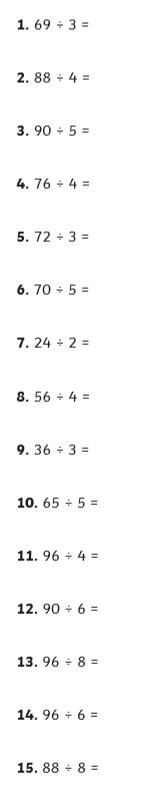 1. 69 ÷ 3 =
2. 88 ÷ 4 =
3. 90 ÷ 5 =
4. 76 ÷ 4 =
5. 72 ÷ 3 =
6. 70 ÷ 5 =
7. 24 ÷ 2 =
8. 56 ÷ 4 =
9. 36 ÷ 3 =
10. 65 ÷ 5 =
11. 96 ÷ 4 =
12. 90 ÷ 6 =
13. 96 ÷ 8 =
14. 96 ÷ 6 =
15. 88 ÷ 8 =